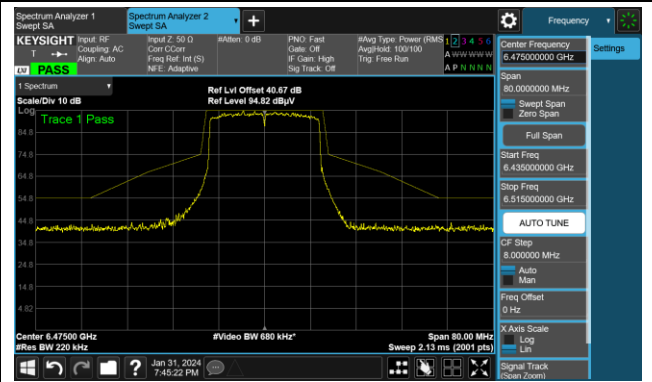 Spectrum Analyzer 1
Swept SA
Spectrum Analyzer 2
Swept SA
Frequency
KEYSIGHT
Input: RF
Coupling: AC
Align: Auto
Input Z: 50 Ω
Corr CCorr
Freq Ref: Int (S)
NFE: Adaptive
#Atten: 0 dB
PNO: Fast
Gate: Off
IF Gain: High
Sig Track: Off
#Avg Type: Power (RMS
Avg|Hold: 100/100
Trig: Free Run
1 2 3 4 5 6
A W W W W W
A P N N N N
T
LXI
PASS
1 Spectrum
Scale/Div 10 dB
Ref Lvl Offset 40.67 dB
Ref Level 94.82 dBµV
Log
Trace 1 Pass
84.8
74.8
64.8
54.8
44.8
34.8
24.8
14.8
4.82
Center 6.47500 GHz
#Res BW 220 kHz
#Video BW 680 kHz*
Span 80.00 MHz
Sweep 2.13 ms (2001 pts)
Center Frequency
6.475000000 GHz
Settings
Span
80.0000000 MHz
Swept Span
Zero Span
Full Span
Start Freq
6.435000000 GHz
Stop Freq
6.515000000 GHz
AUTO TUNE
CF Step
8.000000 MHz
Auto
Man
Freq Offset
0 Hz
X Axis Scale
Log
Lin
Signal Track
(Span Zoom)
?
Jan 31, 2024
7:45:22 PM